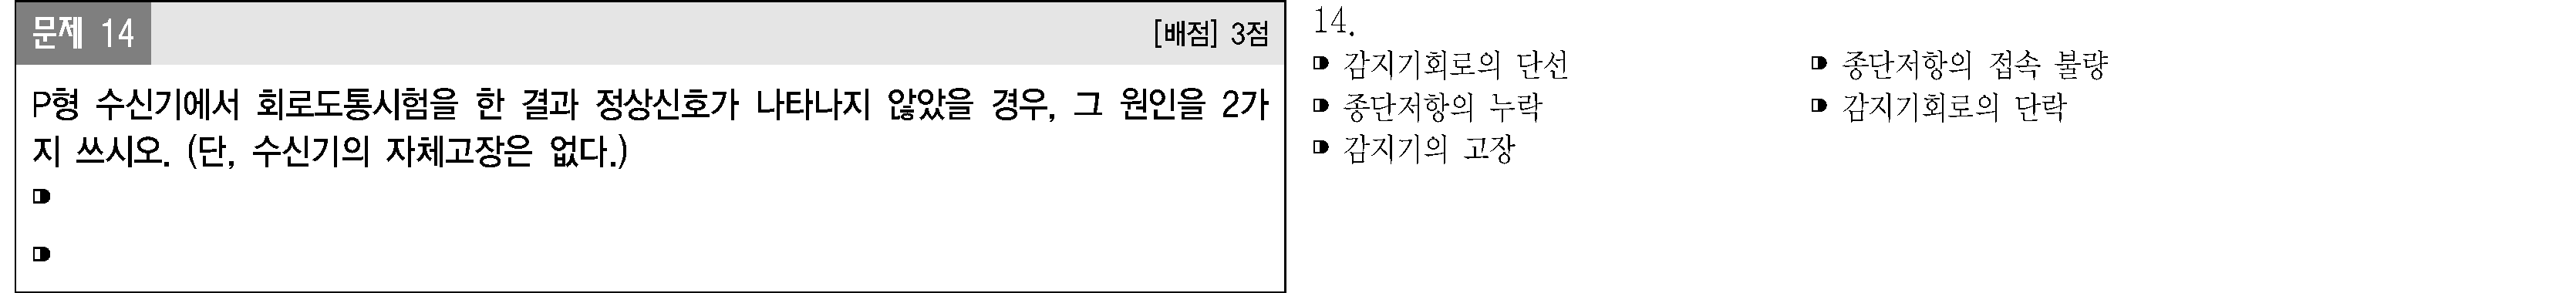 문제 14 [배점] 3점
P형 수신기에서 회로도통시험을 한 결과 정상신호가 나타나지 않았을 경우, 그 원인을 2가
지 쓰시오. (단, 수신기의 자체고장은 없다.)
14.
감지기회로의 단선 종단저항의 접속 불량
종단저항의 누락 감지기회로의 단락
감지기의 고장